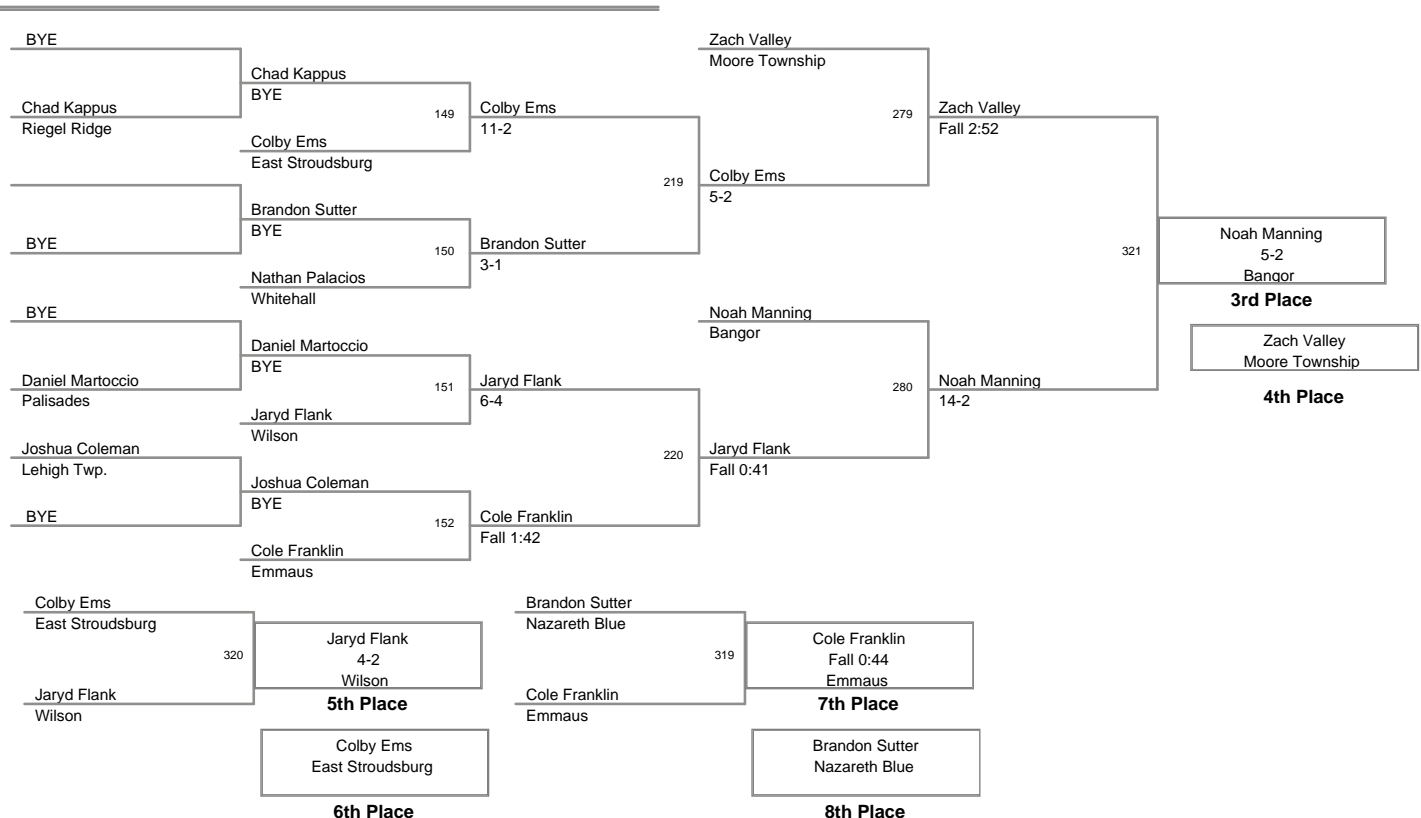 BYE
Chad Kappus
Riegel Ridge
BYE
BYE
Daniel Martoccio
Palisades
Joshua Coleman
Lehigh Twp.
BYE
Chad Kappus
BYE
149
Colby Ems
East Stroudsburg
Brandon Sutter
BYE
150
Nathan Palacios
Whitehall
Daniel Martoccio
BYE
151
Jaryd Flank
Wilson
Joshua Coleman
BYE
152
Cole Franklin
Emmaus
Colby Ems
11-2
219
Brandon Sutter
3-1
Jaryd Flank
6-4
220
Cole Franklin
Fall 1:42
Zach Valley
Moore Township
279
Colby Ems
5-2
Noah Manning
Bangor
280
Jaryd Flank
Fall 0:41
Zach Valley
Fall 2:52
321
Noah Manning
14-2
Noah Manning
5-2
Bangor
3rd Place
Zach Valley
Moore Township
4th Place
Colby Ems
East Stroudsburg
320
Jaryd Flank
Wilson
Jaryd Flank
4-2
Wilson
5th Place
Colby Ems
East Stroudsburg
6th Place
Brandon Sutter
Nazareth Blue
319
Cole Franklin
Emmaus
Cole Franklin
Fall 0:44
Emmaus
7th Place
Brandon Sutter
Nazareth Blue
8th Place